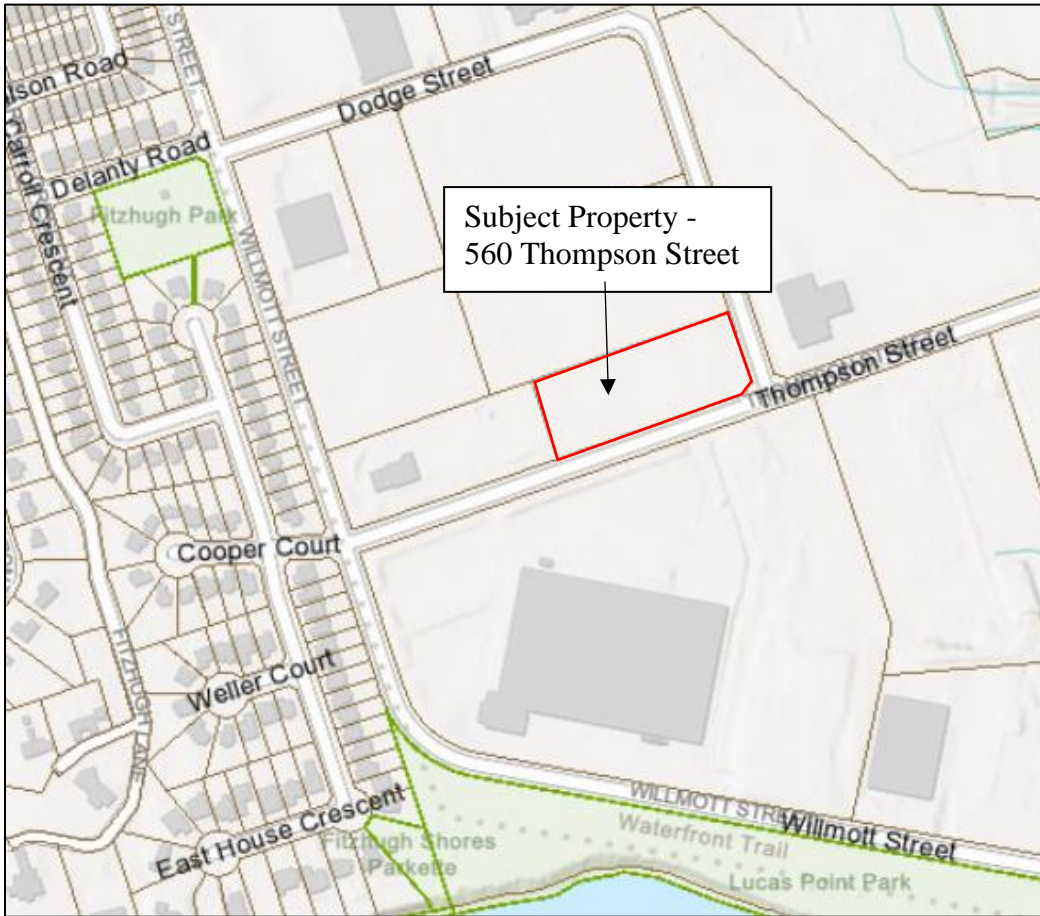 STREET
Dodge Street
Road
Carroll Crescent
Delanty Road
Fitzhugh Park
WILLMOTT STREET
Subject Property -
560 Thompson Street
Thompson Street
Cooper Court
FITZHUGH LANE
Weller Court
East House Crescent
Fitzhugh Shores
Parkette
WILLMOTT
Willmott Street
Waterfront Trail
Lucas Point Park